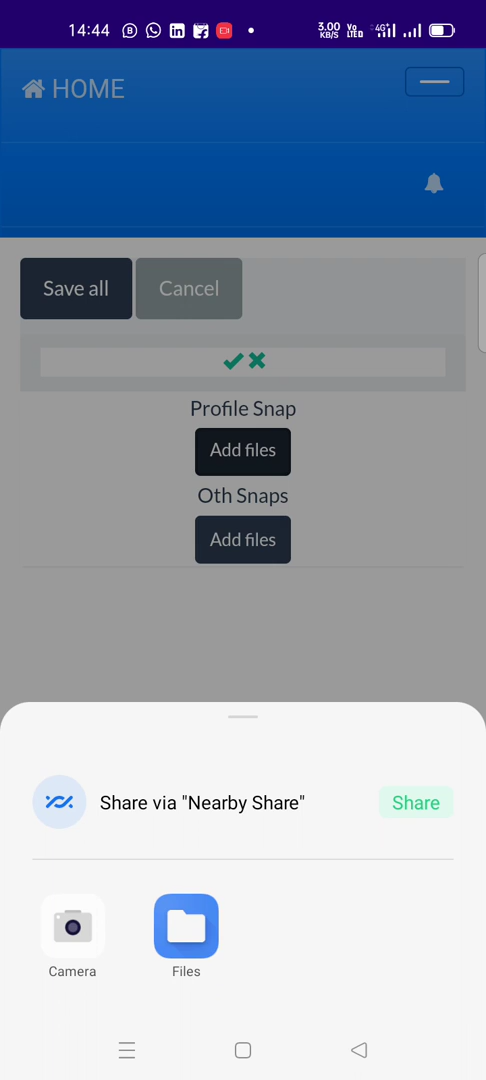 14:44
3.00 KB/S
Vo LTE
4G+
HOME
Save all
Cancel
Profile Snap
Add files
Oth Snaps
Add files
Share via "Nearby Share"
Share
Camera
Files